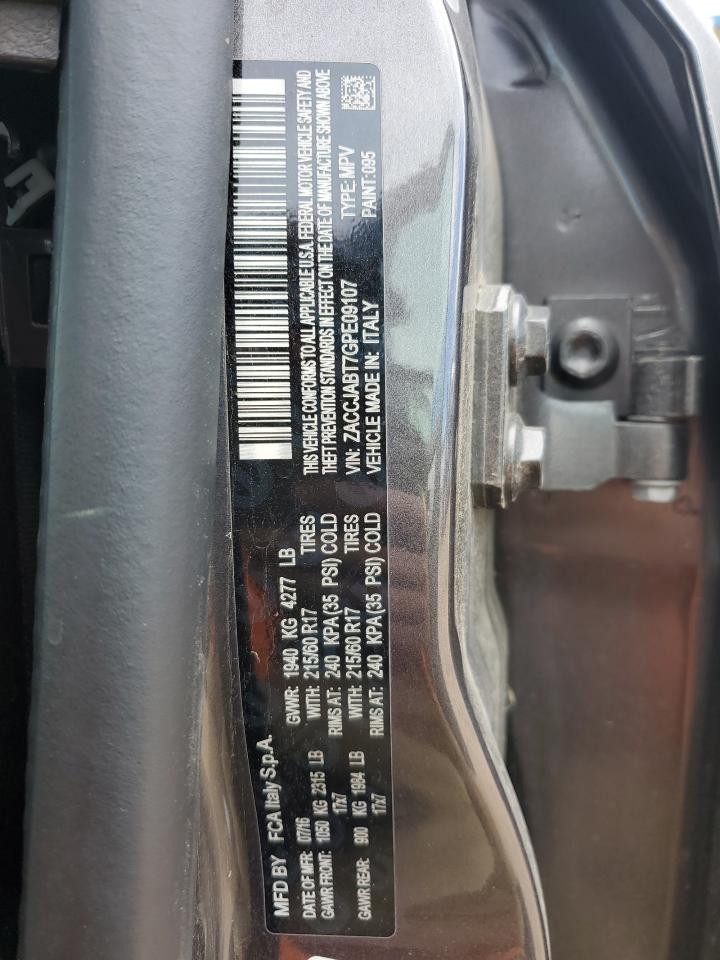 MFD BY FCA Italy S.p.A.
DATE OF MFR: 07/16 GVWR: 1940 KG 4277 LB
GAWR FRONT: 1050 KG 2315 LB WITH: 215/60 R17 TIRES
17x7 RIMS AT: 240 KPA (35 PSI) COLD
GAWR REAR: 900 KG 1984 LB WITH: 215/60 R17 TIRES
17x7 RIMS AT: 240 KPA (35 PSI) COLD
THIS VEHICLE CONFORMS TO ALL APPLICABLE U.S.A. FEDERAL MOTOR VEHICLE SAFETY AND
THEFT PREVENTION STANDARDS IN EFFECT ON THE DATE OF MANUFACTURE SHOWN ABOVE
VIN: ZACCJABT7GPE09107 TYPE: MPV
VEHICLE MADE IN: ITALY PAINT: 095